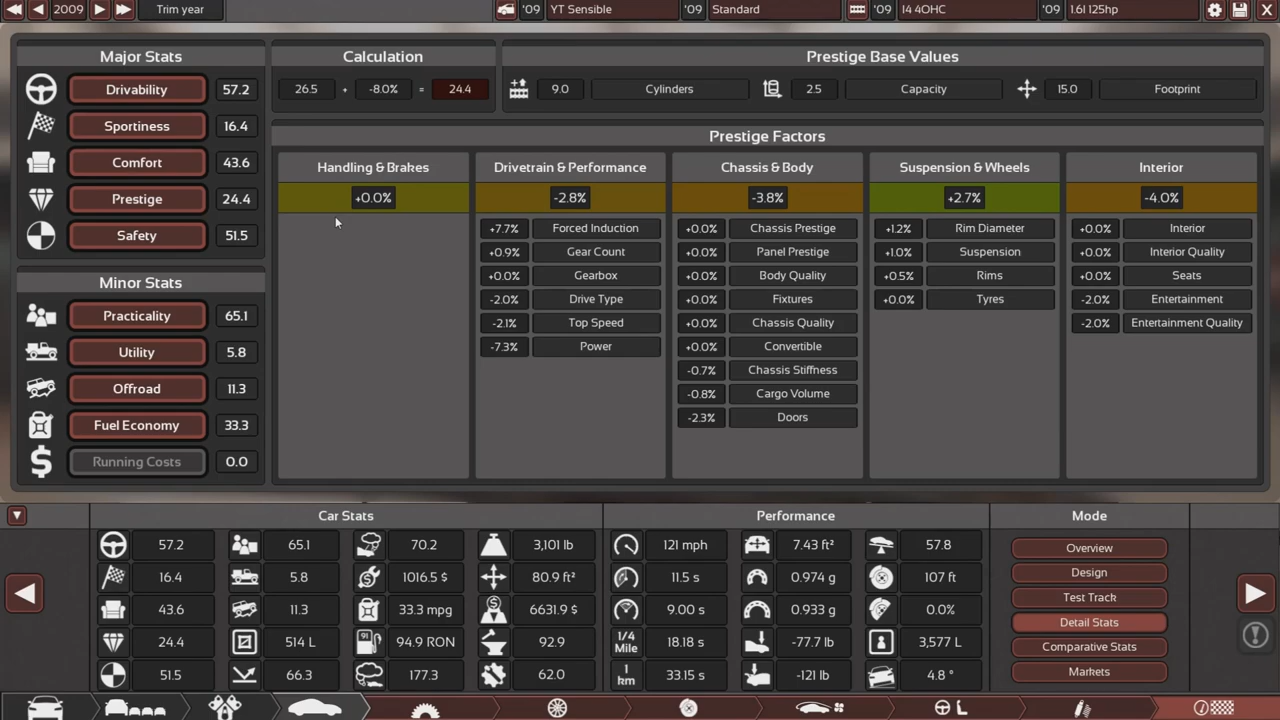 2009 Trim year '09 YT Sensible '09 Standard '09 I4 4OHC '09 1.6l 125hp
Major Stats
Drivability 57.2
Sportiness 16.4
Comfort 43.6
Prestige 24.4
Safety 51.5
Minor Stats
Practicality 65.1
Utility 5.8
Offroad 11.3
Fuel Economy 33.3
Running Costs 0.0
Calculation
26.5 + -8.0% = 24.4
Prestige Base Values
9.0 Cylinders 2.5 Capacity 15.0 Footprint
Prestige Factors
Handling & Brakes
+0.0%
Drivetrain & Performance
-2.8%
+7.7% Forced Induction
+0.9% Gear Count
+0.0% Gearbox
-2.0% Drive Type
-2.1% Top Speed
-7.3% Power
Chassis & Body
-3.8%
+0.0% Chassis Prestige
+0.0% Panel Prestige
+0.0% Body Quality
+0.0% Fixtures
+0.0% Chassis Quality
+0.0% Convertible
-0.7% Chassis Stiffness
-0.8% Cargo Volume
-2.3% Doors
Suspension & Wheels
+2.7%
+1.2% Rim Diameter
+1.0% Suspension
+0.5% Rims
+0.0% Tyres
Interior
-4.0%
+0.0% Interior
+0.0% Interior Quality
+0.0% Seats
-2.0% Entertainment
-2.0% Entertainment Quality
Car Stats
57.2 65.1 70.2 3,101 lb
16.4 5.8 1016.5 $ 80.9 ft²
43.6 11.3 33.3 mpg 6631.9 $
24.4 514 L 91 94.9 RON 92.9
51.5 66.3 177.3 62.0
Performance
121 mph 7.43 ft² 57.8
11.5 s 0.974 g 107 ft
9.00 s 0.933 g 0.0%
1/4 Mile 18.18 s -77.7 lb 3,577 L
1 km 33.15 s -121 lb 4.8 °
Mode
Overview
Design
Test Track
Detail Stats
Comparative Stats
Markets